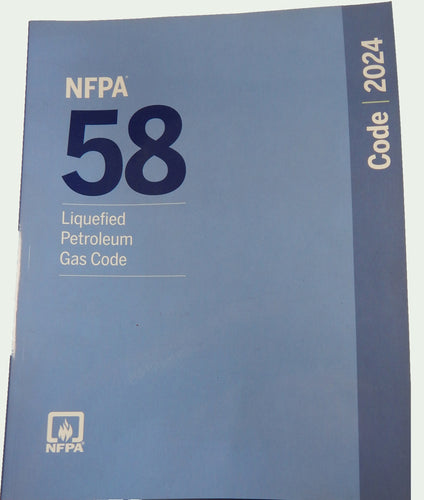 NFPA®
58
Liquefied
Petroleum
Gas Code
Code | 2024
NFPA®